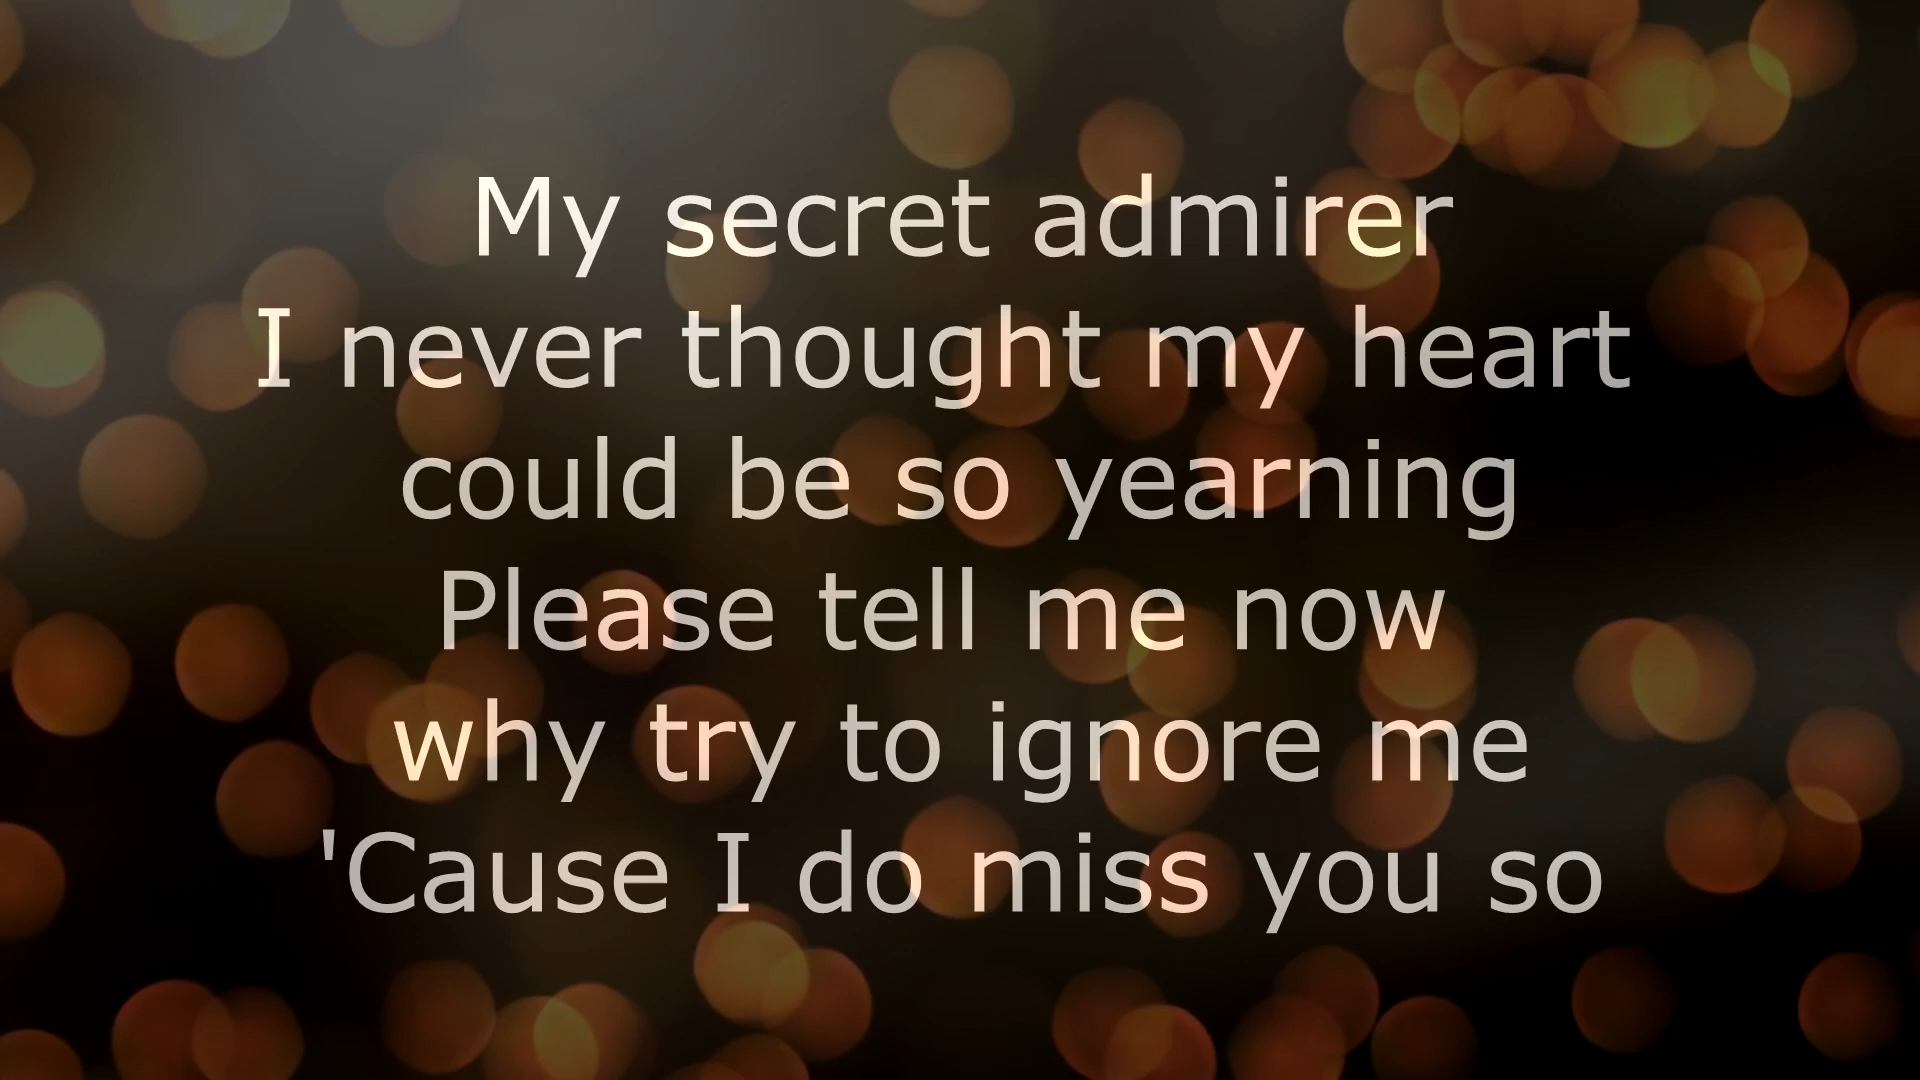 My secret admirer
I never thought my heart
could be so yearning
Please tell me now
why try to ignore me
'Cause I do miss you so